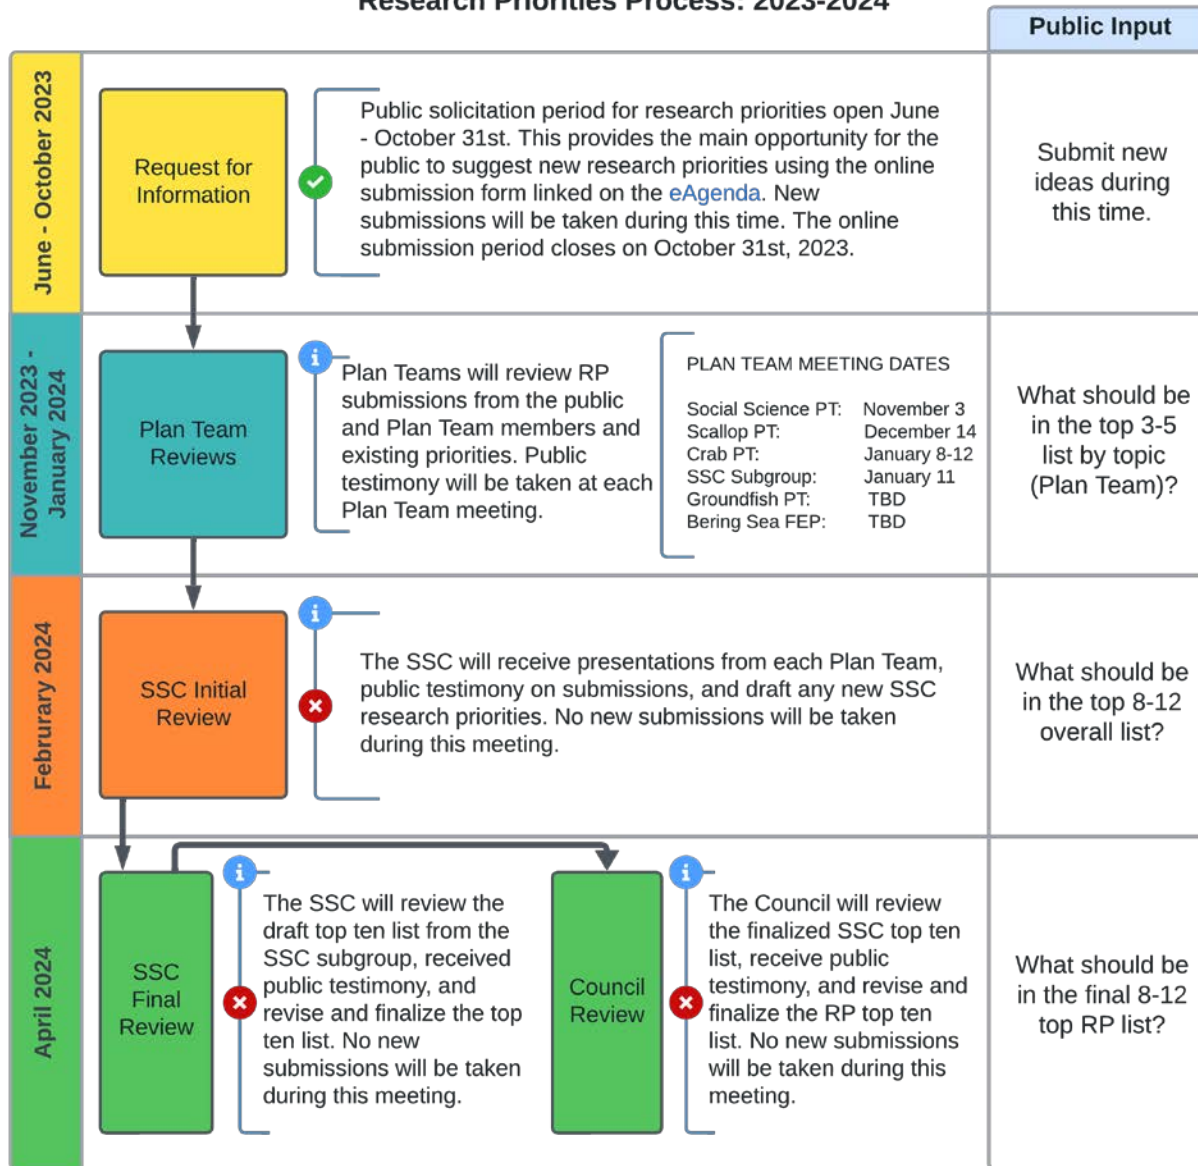 Research Priorities Process: 2023-2024
Public Input
June - October 2023
Request for
Information
Public solicitation period for research priorities open June
- October 31st. This provides the main opportunity for the
public to suggest new research priorities using the online
submission form linked on the eAgenda. New
submissions will be taken during this time. The online
submission period closes on October 31st, 2023.
Submit new
ideas during
this time.
November 2023 -
January 2024
Plan Team
Reviews
Plan Teams will review RP
submissions from the public
and Plan Team members and
existing priorities. Public
testimony will be taken at each
Plan Team meeting.
PLAN TEAM MEETING DATES
Social Science PT: November 3
Scallop PT: December 14
Crab PT: January 8-12
SSC Subgroup: January 11
Groundfish PT: TBD
Bering Sea FEP: TBD
What should be
in the top 3-5
list by topic
(Plan Team)?
Februrary 2024
SSC Initial
Review
The SSC will receive presentations from each Plan Team,
public testimony on submissions, and draft any new SSC
research priorities. No new submissions will be taken
during this meeting.
What should be
in the top 8-12
overall list?
April 2024
SSC
Final
Review
The SSC will review the
draft top ten list from the
SSC subgroup, received
public testimony, and
revise and finalize the top
ten list. No new
submissions will be taken
during this meeting.
Council
Review
The Council will review
the finalized SSC top ten
list, receive public
testimony, and revise and
finalize the RP top ten
list. No new submissions
will be taken during this
meeting.
What should be
in the final 8-12
top RP list?